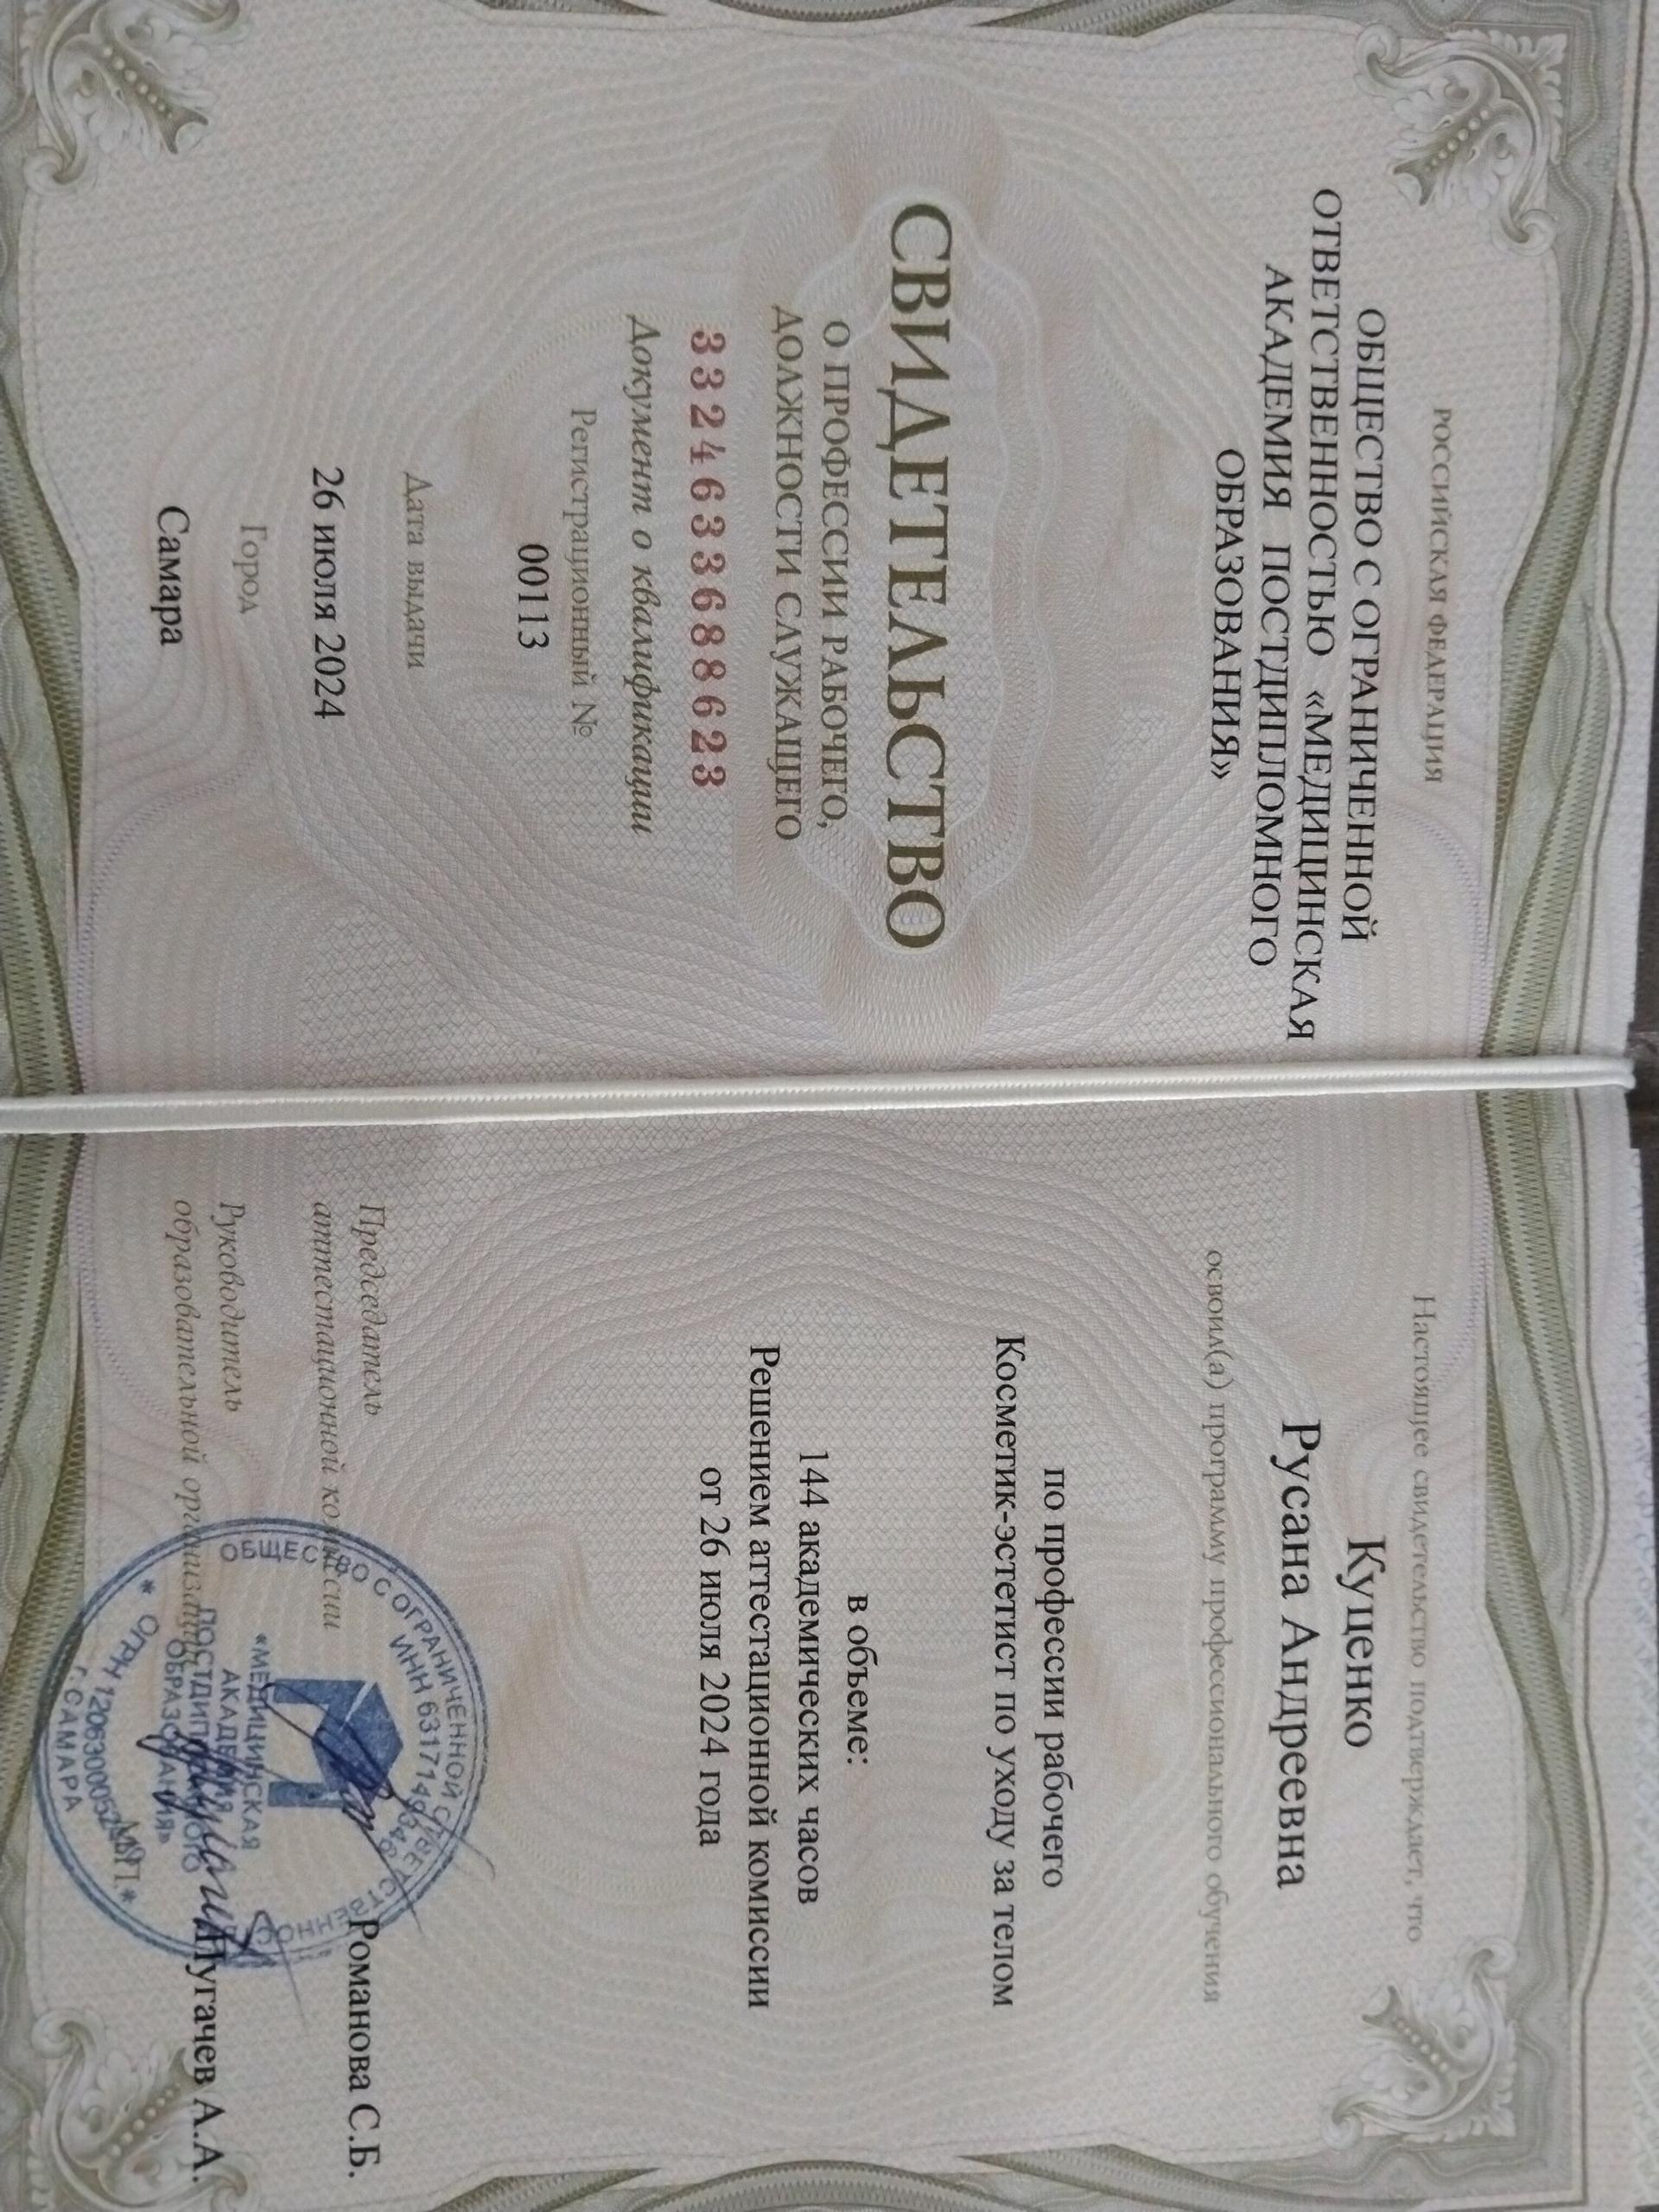 РОССИЙСКАЯ ФЕДЕРАЦИЯ
ОБЩЕСТВО С ОГРАНИЧЕННОЙ
ОТВЕТСТВЕННОСТЬЮ «МЕДИЦИНСКАЯ
АКАДЕМИЯ ПОСТДИПЛОМНОГО
ОБРАЗОВАНИЯ»
СВИДЕТЕЛЬСТВО
О ПРОФЕССИИ РАБОЧЕГО,
ДОЛЖНОСТИ СЛУЖАЩЕГО
332463368 8623
Документ о квалификации
Регистрационный №
00113
Дата выдачи
26 июля 2024
Город
Самара
Настоящее свидетельство подтверждает, что
Куценко
Русана Андреевна
освоил(а) программу профессионального обучения
по профессии рабочего
Косметик-эстетист по уходу за телом
в объеме:
144 академических часов
Решением аттестационной комиссии
от 26 июля 2024 года
Председатель
аттестационной комиссии
Романова С.Б.
Руководитель
образовательной организации
Пугачев А.А.
М.П.
ОБЩЕСТВО С ОГРАНИЧЕННОЙ ОТВЕТСТВЕННОСТЬЮ
«МЕДИЦИНСКАЯ
АКАДЕМИЯ
ПОСТДИПЛОМНОГО
ОБРАЗОВАНИЯ»
г. САМАРА